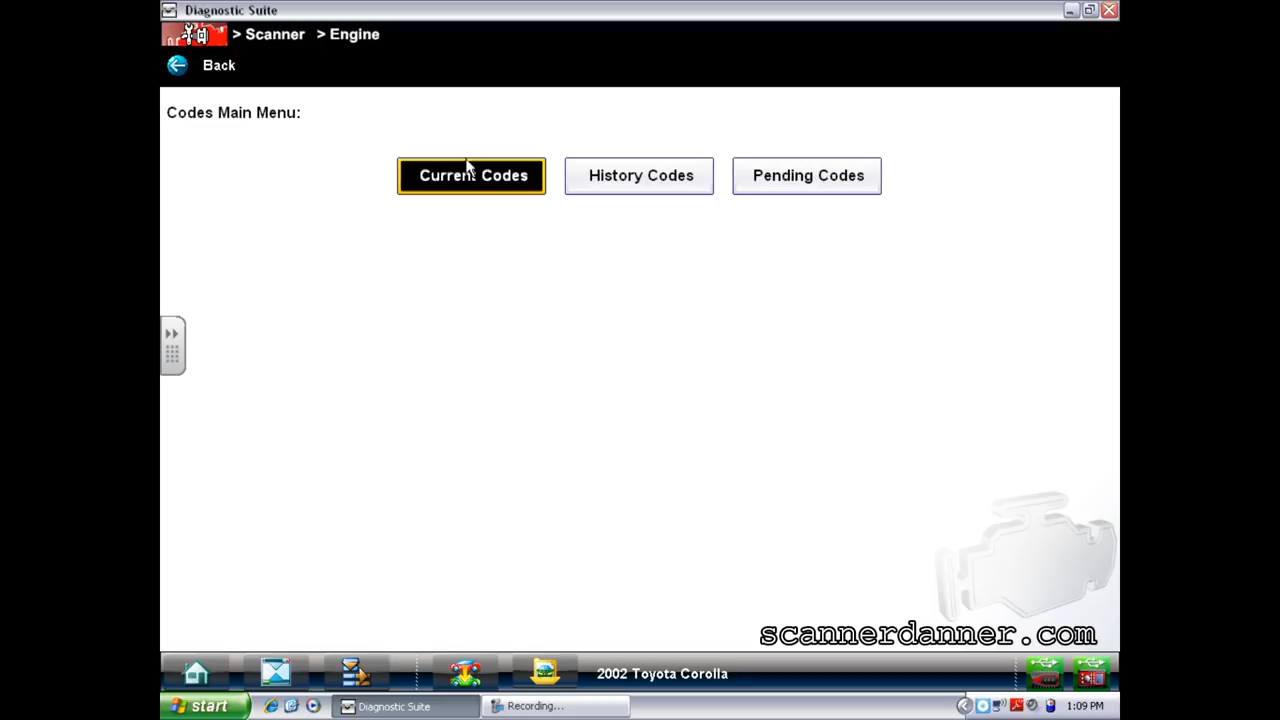 Diagnostic Suite
> Scanner > Engine
Back
Codes Main Menu:
Current Codes
History Codes
Pending Codes
scannerdanner.com
2002 Toyota Corolla
start
Diagnostic Suite
Recording...
1:09 PM